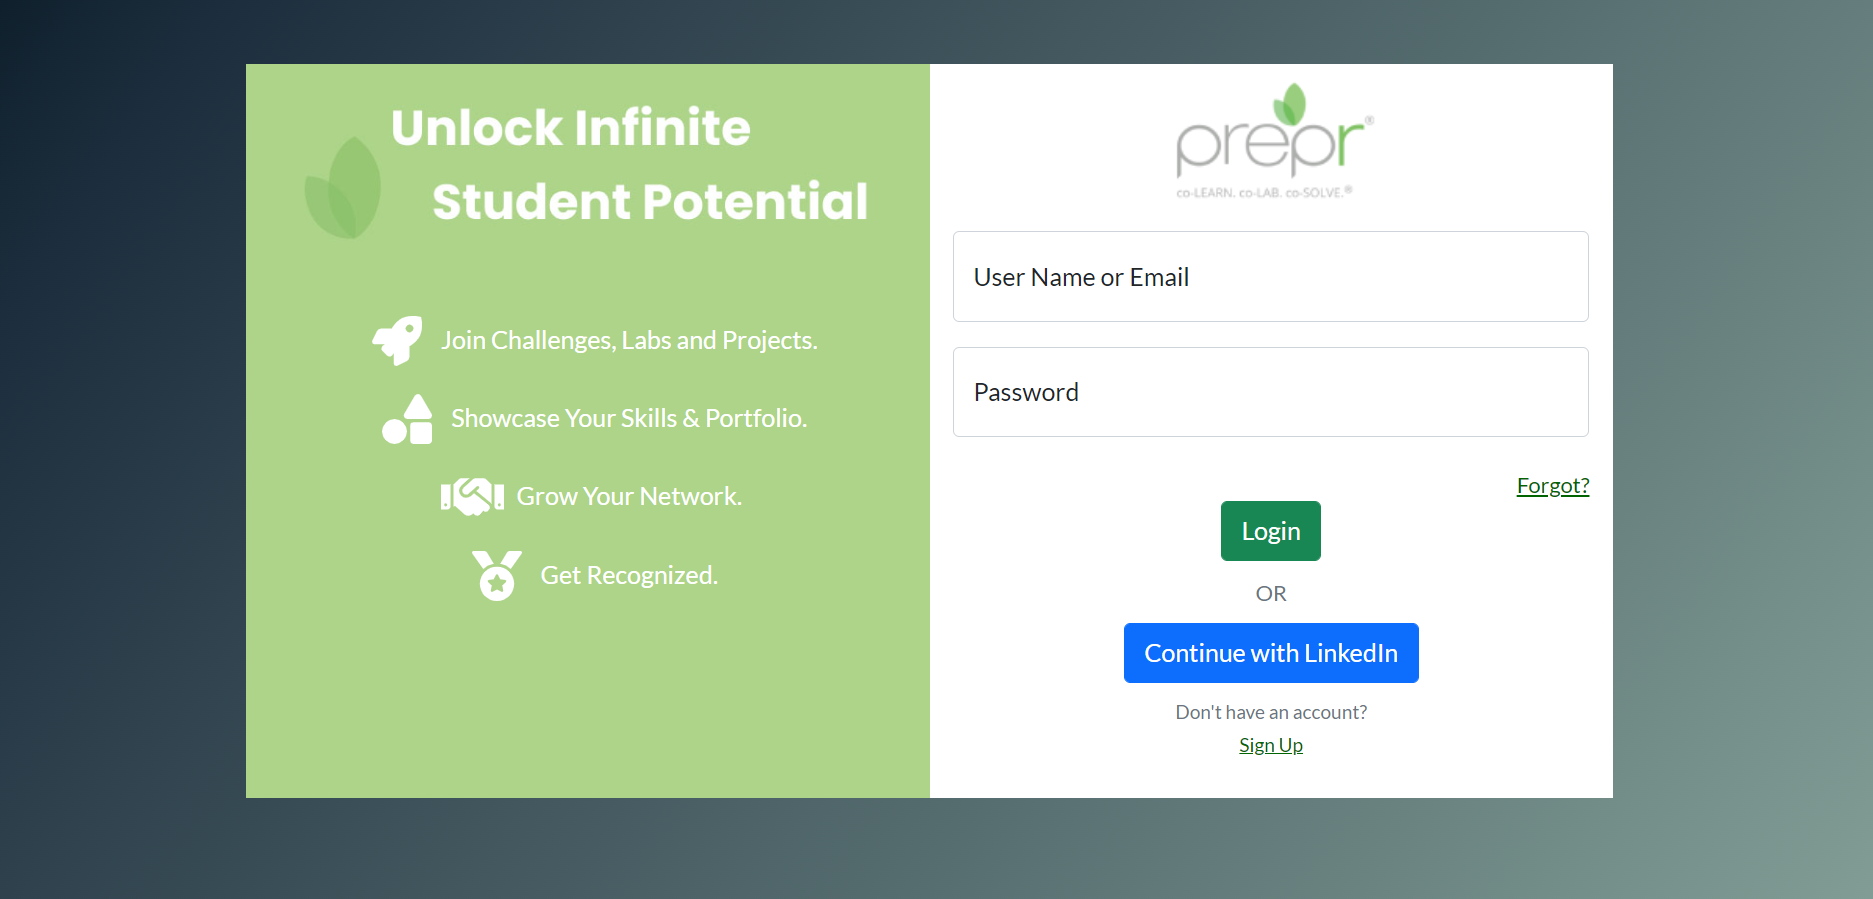 Unlock Infinite
Student Potential
Join Challenges, Labs and Projects.
Showcase Your Skills & Portfolio.
Grow Your Network.
Get Recognized.
prepr®
co-LEARN. co-LAB. co-SOLVE.®
User Name or Email
Password
Forgot?
Login
OR
Continue with LinkedIn
Don't have an account?
Sign Up